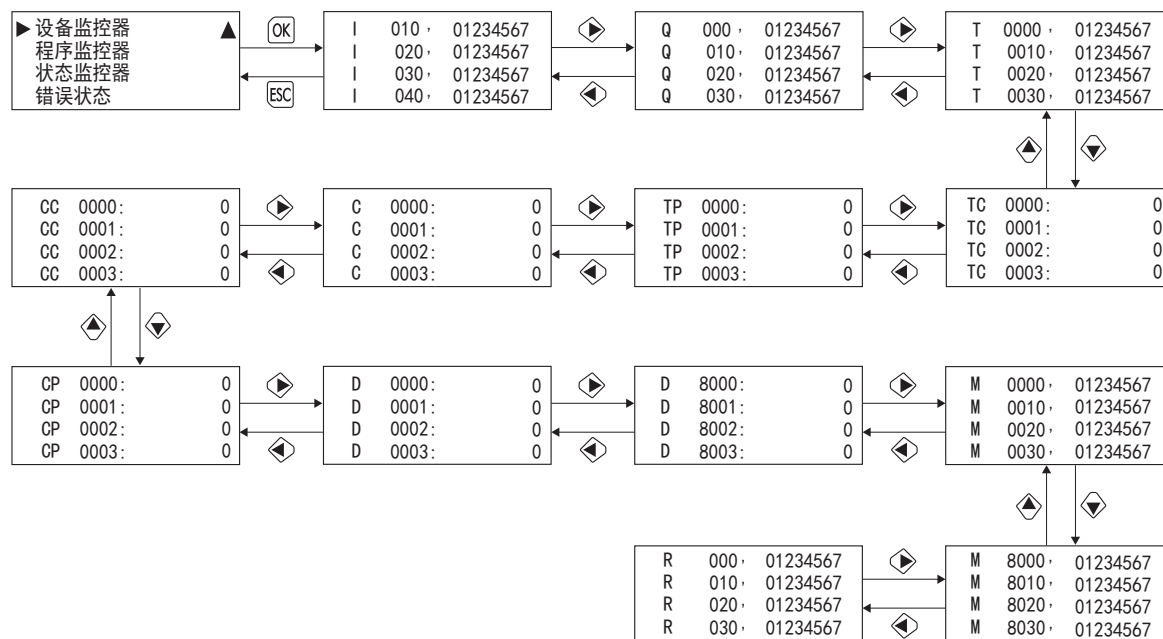 设备监控器
程序监控器
状态监控器
错误状态
OK
ESC
I 010, 01234567
I 020, 01234567
I 030, 01234567
I 040, 01234567
Q 000, 01234567
Q 010, 01234567
Q 020, 01234567
Q 030, 01234567
T 0000, 01234567
T 0010, 01234567
T 0020, 01234567
T 0030, 01234567
CC 0000: 0
CC 0001: 0
CC 0002: 0
CC 0003: 0
C 0000: 0
C 0001: 0
C 0002: 0
C 0003: 0
TP 0000: 0
TP 0001: 0
TP 0002: 0
TP 0003: 0
TC 0000: 0
TC 0001: 0
TC 0002: 0
TC 0003: 0
CP 0000: 0
CP 0001: 0
CP 0002: 0
CP 0003: 0
D 0000: 0
D 0001: 0
D 0002: 0
D 0003: 0
D 8000: 0
D 8001: 0
D 8002: 0
D 8003: 0
M 0000, 01234567
M 0010, 01234567
M 0020, 01234567
M 0030, 01234567
R 000, 01234567
R 010, 01234567
R 020, 01234567
R 030, 01234567
M 8000, 01234567
M 8010, 01234567
M 8020, 01234567
M 8030, 01234567